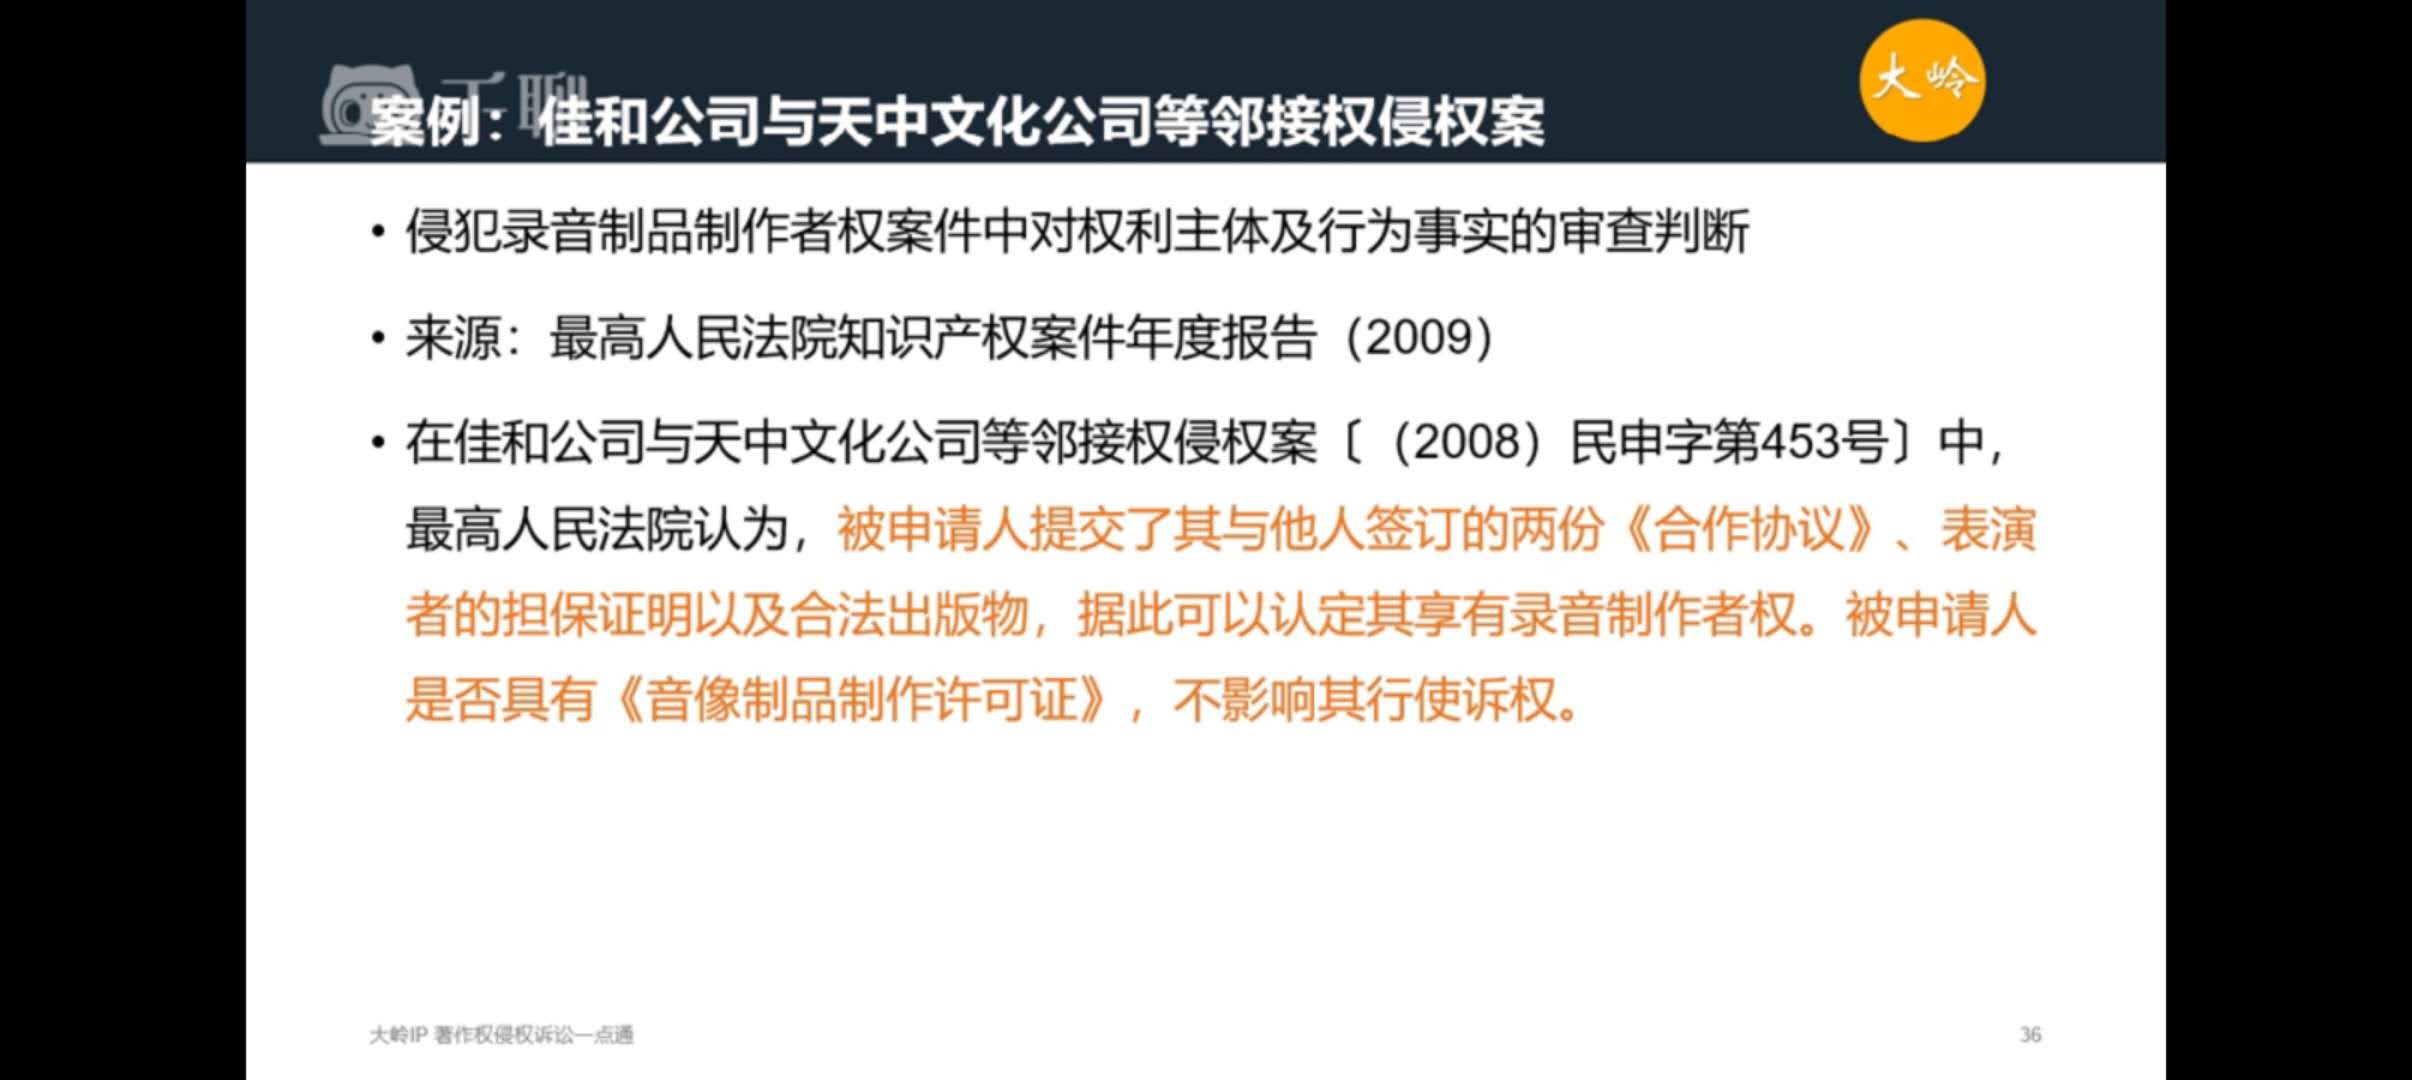 千聊
大岭
案例：佳和公司与天中文化公司等邻接权侵权案
• 侵犯录音制品制作者权案件中对权利主体及行为事实的审查判断
• 来源：最高人民法院知识产权案件年度报告（2009）
• 在佳和公司与天中文化公司等邻接权侵权案〔（2008）民申字第453号〕中，
最高人民法院认为，被申请人提交了其与他人签订的两份《合作协议》、表演
者的担保证明以及合法出版物，据此可以认定其享有录音制作者权。被申请人
是否具有《音像制品制作许可证》，不影响其行使诉权。
大岭IP 著作权侵权诉讼一点通
36